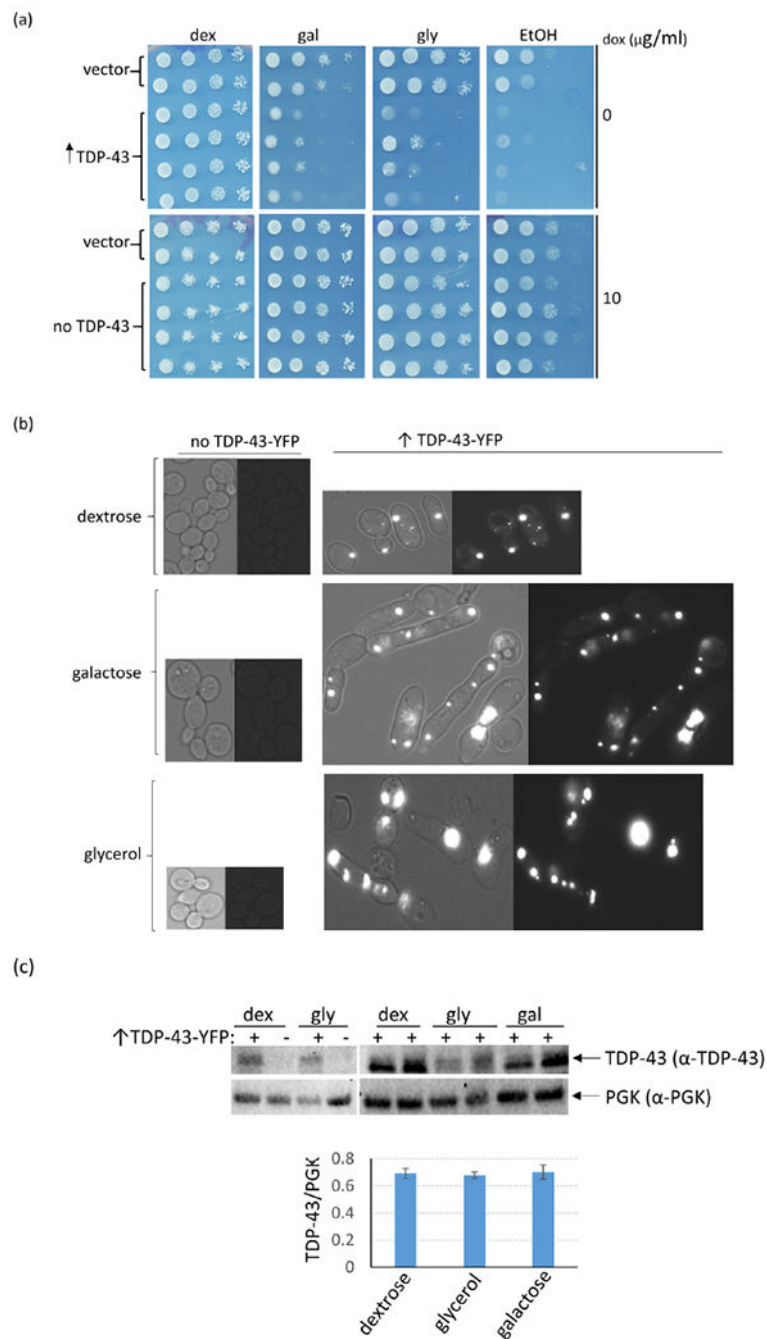 (a)
dex gal gly EtOH dox (μg/ml)
vector
0
↑ TDP-43
vector
10
no TDP-43
(b)
no TDP-43-YFP ↑ TDP-43-YFP
dextrose
galactose
glycerol
(c)
dex gly dex gly gal
↑TDP-43-YFP: + - + - + + + + + +
TDP-43 (α-TDP-43)
PGK (α-PGK)
0.8
0.6
0.4
0.2
0
TDP-43/PGK
dextrose glycerol galactose